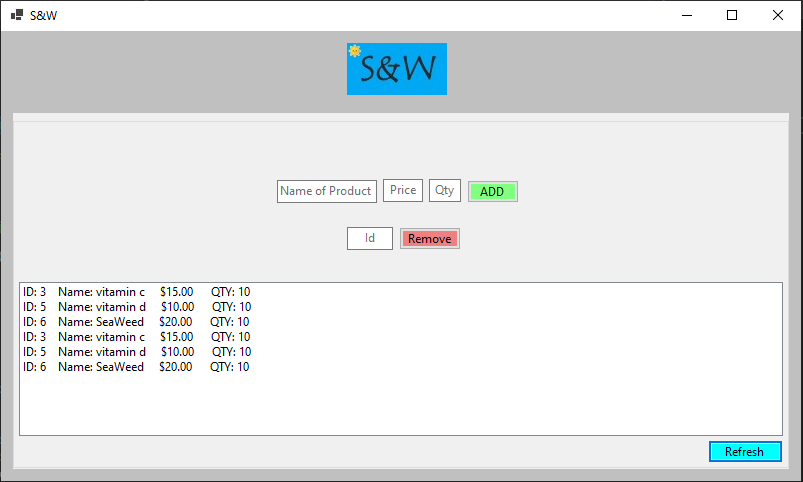 S&W
S&W
Name of Product Price Qty ADD
Id Remove
ID: 3 Name: vitamin c $15.00 QTY: 10
ID: 5 Name: vitamin d $10.00 QTY: 10
ID: 6 Name: SeaWeed $20.00 QTY: 10
ID: 3 Name: vitamin c $15.00 QTY: 10
ID: 5 Name: vitamin d $10.00 QTY: 10
ID: 6 Name: SeaWeed $20.00 QTY: 10
Refresh